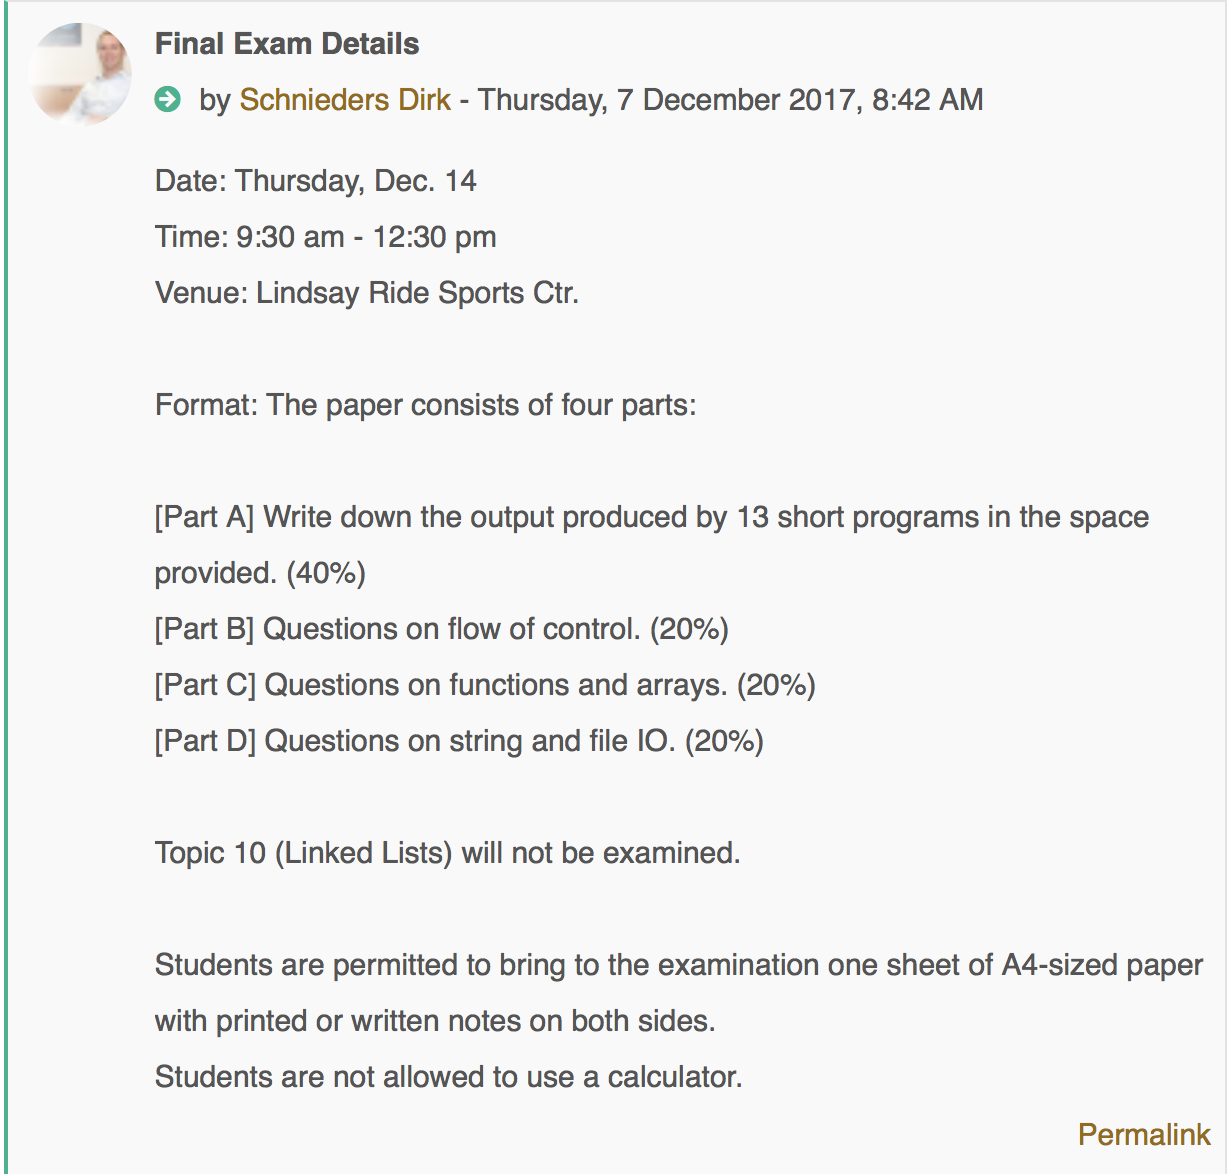 Final Exam Details
by Schnieders Dirk - Thursday, 7 December 2017, 8:42 AM
Date: Thursday, Dec. 14
Time: 9:30 am - 12:30 pm
Venue: Lindsay Ride Sports Ctr.
Format: The paper consists of four parts:
[Part A] Write down the output produced by 13 short programs in the space
provided. (40%)
[Part B] Questions on flow of control. (20%)
[Part C] Questions on functions and arrays. (20%)
[Part D] Questions on string and file IO. (20%)
Topic 10 (Linked Lists) will not be examined.
Students are permitted to bring to the examination one sheet of A4-sized paper
with printed or written notes on both sides.
Students are not allowed to use a calculator.
Permalink